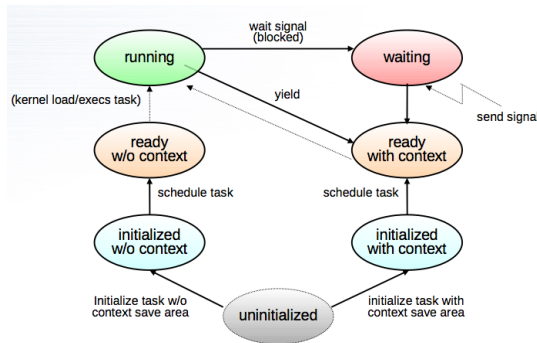 wait signal
(blocked)
running
waiting
(kernel load/execs task)
yield
send signal
ready
w/o context
ready
with context
schedule task
schedule task
initialized
w/o context
initialized
with context
Initialize task w/o
context save area
uninitialized
initialize task with
context save area